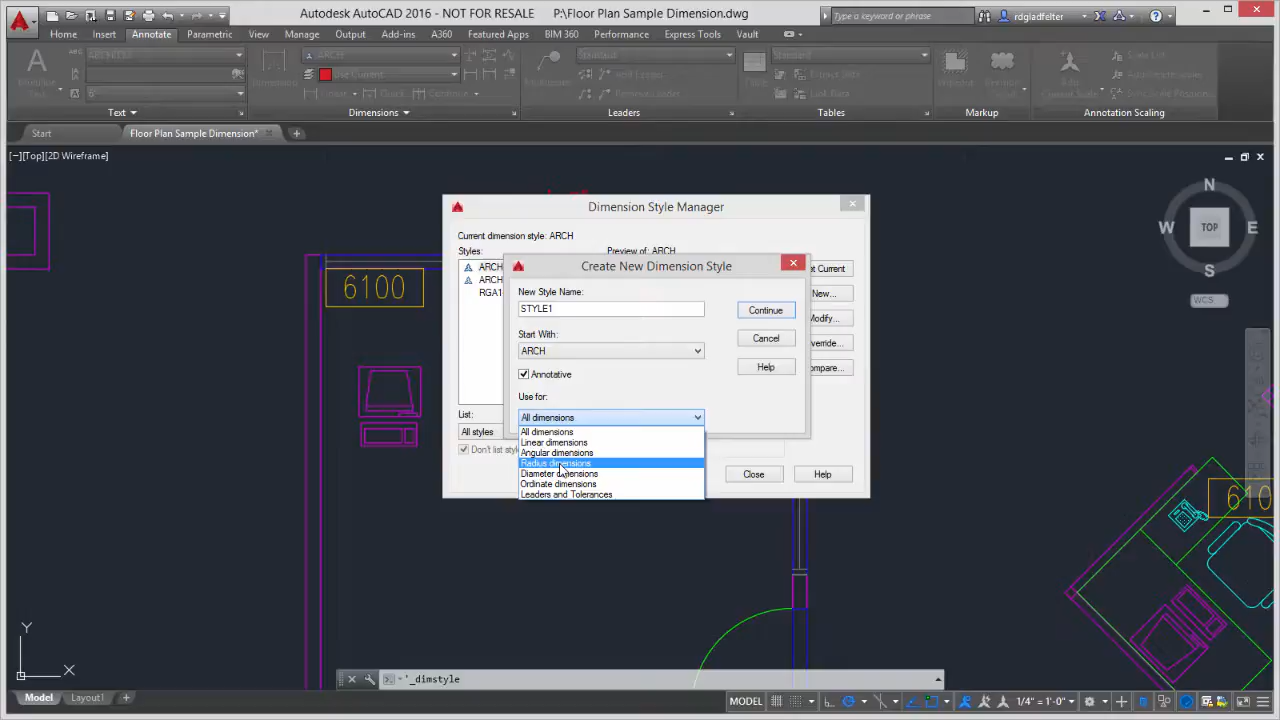 Autodesk AutoCAD 2016 - NOT FOR RESALE P:\Floor Plan Sample Dimension.dwg
Type a keyword or phrase
rdgladfelter
Home Insert Annotate Parametric View Manage Output Add-ins A360 Featured Apps BIM 360 Performance Express Tools Vault
ARCH
Standard
Standard
Use Current
6"
Text Dimensions Leaders Tables Markup Annotation Scaling
Start Floor Plan Sample Dimension*
[−][Top][2D Wireframe]
N
W TOP E
S
WCS
6100
Dimension Style Manager
Current dimension style: ARCH
Styles: Preview of: ARCH
ARCH
ARCH
RGA1
New...
Close
Help
List:
All styles
Create New Dimension Style
New Style Name:
STYLE1
Continue
Start With:
ARCH
Cancel
Help
Annotative
Use for:
All dimensions
All dimensions
Linear dimensions
Angular dimensions
Radius dimensions
Diameter dimensions
Ordinate dimensions
Leaders and Tolerances
610
Y
X
'_dimstyle
Model Layout1 +
MODEL 1/4" = 1'-0"